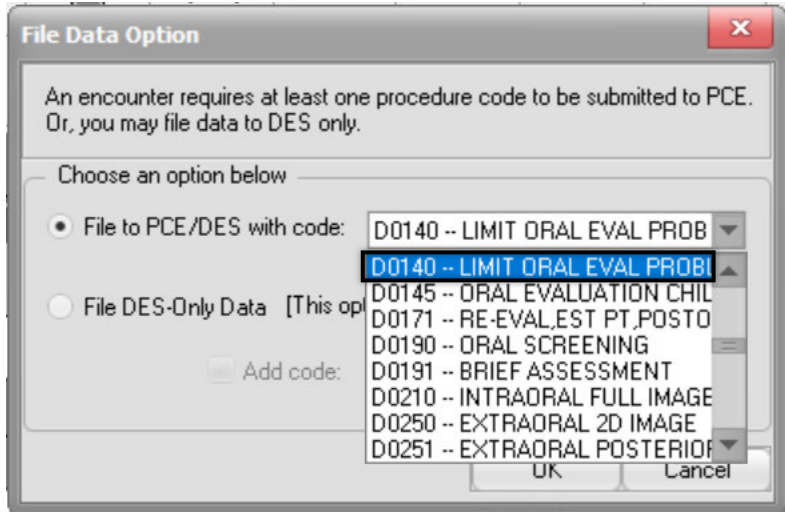 File Data Option
An encounter requires at least one procedure code to be submitted to PCE.
Or, you may file data to DES only.
Choose an option below
File to PCE/DES with code:
D0140 -- LIMIT ORAL EVAL PROB
D0140 -- LIMIT ORAL EVAL PROBL
D0145 -- ORAL EVALUATION CHIL
File DES-Only Data [This opt
D0171 -- RE-EVAL,EST PT,POSTO
D0190 -- ORAL SCREENING
Add code:
D0191 -- BRIEF ASSESSMENT
D0210 -- INTRAORAL FULL IMAGE
D0250 -- EXTRAORAL 2D IMAGE
D0251 -- EXTRAORAL POSTERIOR
OK
Cancel